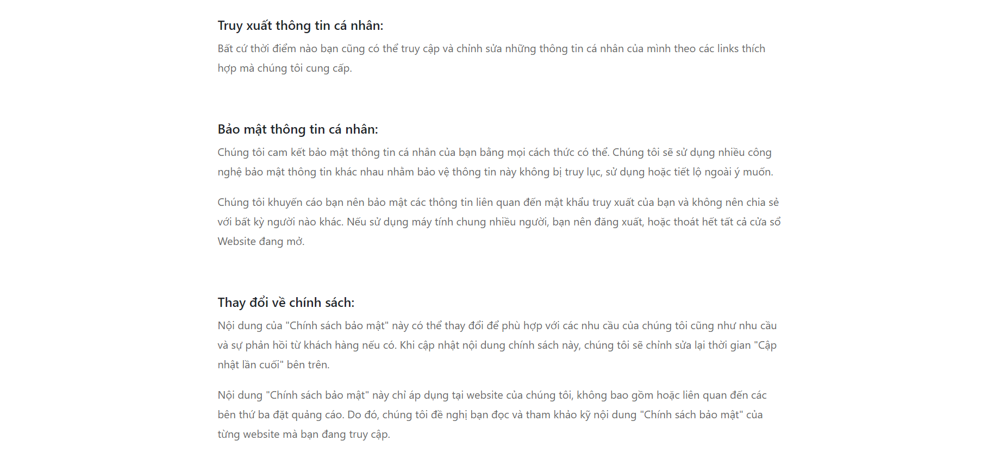 Truy xuất thông tin cá nhân:
Bất cứ thời điểm nào bạn cũng có thể truy cập và chỉnh sửa những thông tin cá nhân của mình theo các links thích
hợp mà chúng tôi cung cấp.
Bảo mật thông tin cá nhân:
Chúng tôi cam kết bảo mật thông tin cá nhân của bạn bằng mọi cách thức có thể. Chúng tôi sẽ sử dụng nhiều công
nghệ bảo mật thông tin khác nhau nhằm bảo vệ thông tin này không bị truy lục, sử dụng hoặc tiết lộ ngoài ý muốn.
Chúng tôi khuyến cáo bạn nên bảo mật các thông tin liên quan đến mật khẩu truy xuất của bạn và không nên chia sẻ
với bất kỳ người nào khác. Nếu sử dụng máy tính chung nhiều người, bạn nên đăng xuất, hoặc thoát hết tất cả cửa sổ
Website đang mở.
Thay đổi về chính sách:
Nội dung của "Chính sách bảo mật" này có thể thay đổi để phù hợp với các nhu cầu của chúng tôi cũng như nhu cầu
và sự phản hồi từ khách hàng nếu có. Khi cập nhật nội dung chính sách này, chúng tôi sẽ chỉnh sửa lại thời gian "Cập
nhật lần cuối" bên trên.
Nội dung "Chính sách bảo mật" này chỉ áp dụng tại website của chúng tôi, không bao gồm hoặc liên quan đến các
bên thứ ba đặt quảng cáo. Do đó, chúng tôi đề nghị bạn đọc và tham khảo kỹ nội dung "Chính sách bảo mật" của
từng website mà bạn đang truy cập.